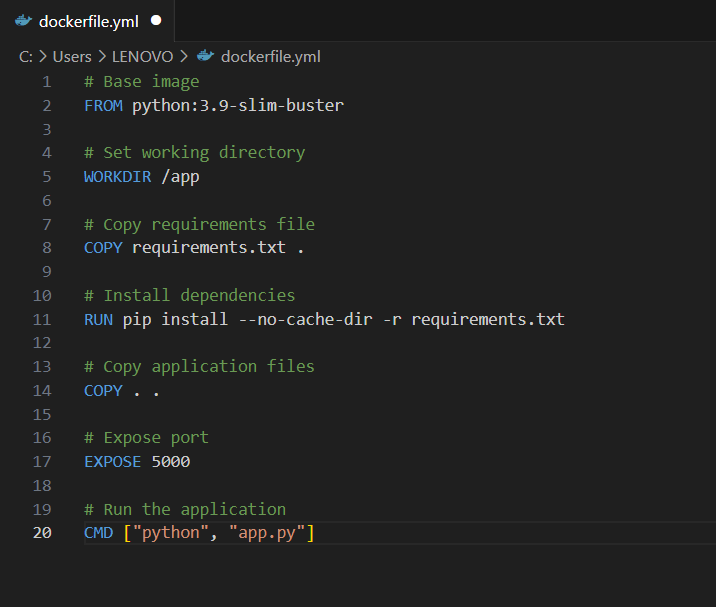 dockerfile.yml
C: > Users > LENOVO > dockerfile.yml
1 # Base image
2 FROM python:3.9-slim-buster
3
4 # Set working directory
5 WORKDIR /app
6
7 # Copy requirements file
8 COPY requirements.txt .
9
10 # Install dependencies
11 RUN pip install --no-cache-dir -r requirements.txt
12
13 # Copy application files
14 COPY . .
15
16 # Expose port
17 EXPOSE 5000
18
19 # Run the application
20 CMD ["python", "app.py"]